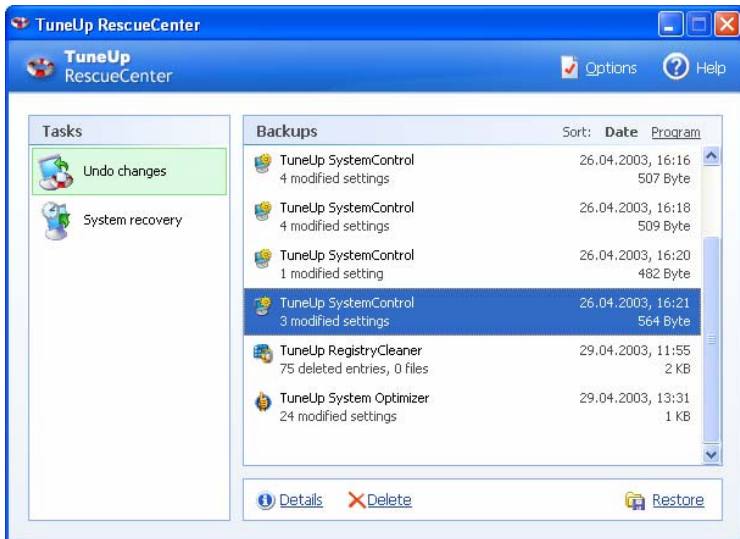 TuneUp RescueCenter
TuneUp
RescueCenter
Options
Help
Tasks
Undo changes
System recovery
Backups
Sort: Date Program
TuneUp SystemControl 26.04.2003, 16:16
4 modified settings 507 Byte
TuneUp SystemControl 26.04.2003, 16:18
4 modified settings 509 Byte
TuneUp SystemControl 26.04.2003, 16:20
1 modified setting 482 Byte
TuneUp SystemControl 26.04.2003, 16:21
3 modified settings 564 Byte
TuneUp RegistryCleaner 29.04.2003, 11:55
75 deleted entries, 0 files 2 KB
TuneUp System Optimizer 29.04.2003, 13:31
24 modified settings 1 KB
Details Delete Restore